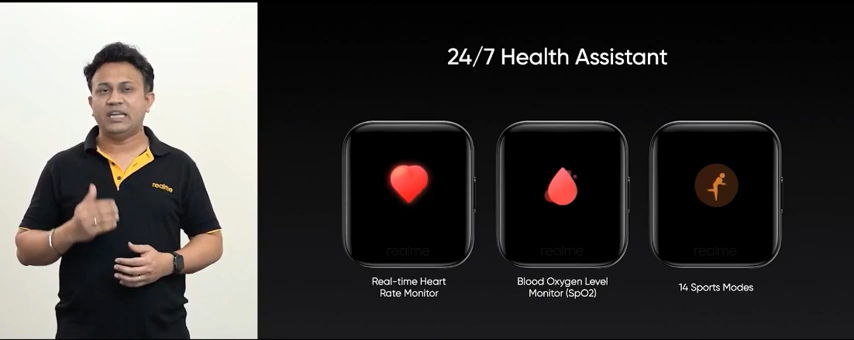 24/7 Health Assistant
realme
realme
realme
realme
Real-time Heart
Rate Monitor
Blood Oxygen Level
Monitor (SpO2)
14 Sports Modes